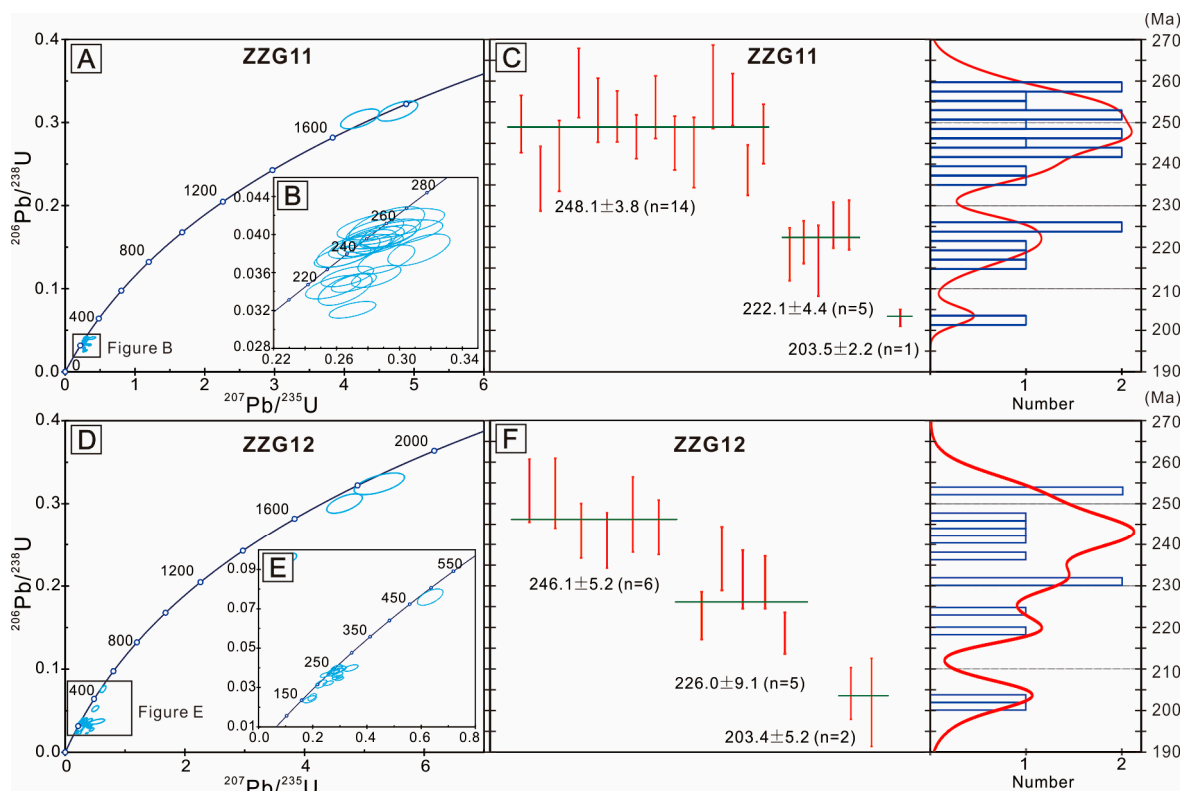 (Ma)
A
ZZG11
0.4
0.3
0.2
0.1
0.0
206Pb/238U
1600
1200
800
400
0
Figure B
0 1 2 3 4 5 6
207Pb/235U
B
0.044
0.040
0.036
0.032
0.028
280
260
240
220
0.22 0.26 0.30 0.34
C
ZZG11
248.1±3.8 (n=14)
222.1±4.4 (n=5)
203.5±2.2 (n=1)
270
260
250
240
230
220
210
200
190
1 2
Number
(Ma)
D
ZZG12
0.4
0.3
0.2
0.1
0.0
206Pb/238U
2000
1600
1200
800
400
Figure E
0 2 4 6
207Pb/235U
E
0.09
0.07
0.05
0.03
0.01
550
450
350
250
150
0.0 0.2 0.4 0.6 0.8
F
ZZG12
246.1±5.2 (n=6)
226.0±9.1 (n=5)
203.4±5.2 (n=2)
270
260
250
240
230
220
210
200
190
1 2
Number